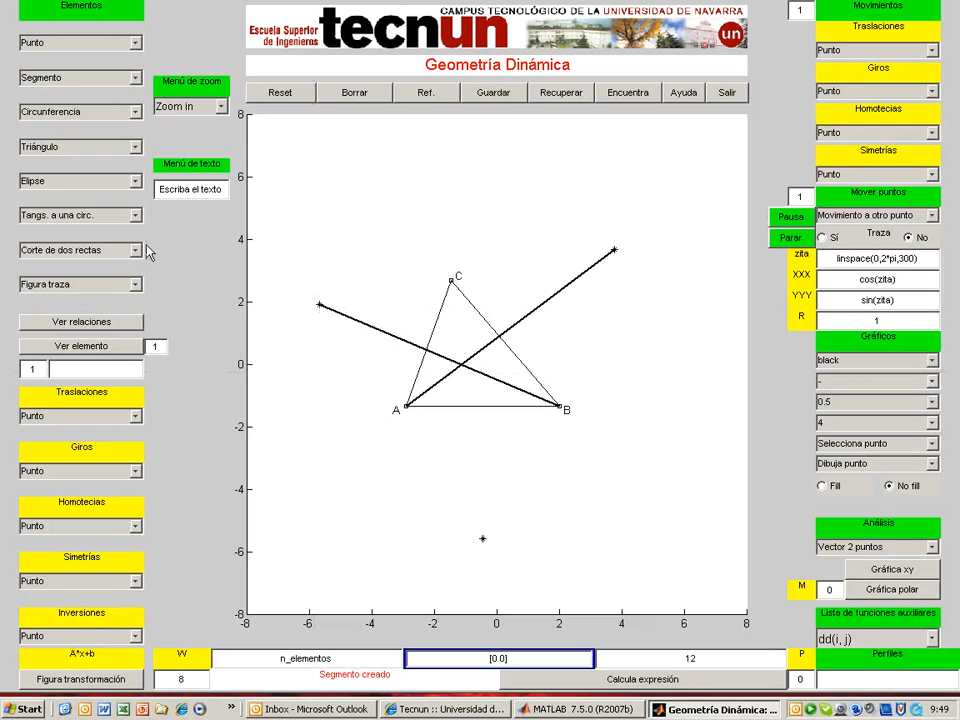 Elementos
Punto
Segmento
Circunferencia
Triángulo
Elipse
Tangs. a una circ.
Corte de dos rectas
Figura traza
Ver relaciones
Ver elemento
1
1
Traslaciones
Punto
Giros
Punto
Homotecias
Punto
Simetrías
Punto
Inversiones
Punto
A*x+b
Figura transformación
Menú de zoom
Zoom in
Menú de texto
Escriba el texto
CAMPUS TECNOLÓGICO DE LA UNIVERSIDAD DE NAVARRA
Escuela Superior
de Ingenieros
tecnun
un
Geometría Dinámica
Reset
Borrar
Ref.
Guardar
Recuperar
Encuentra
Ayuda
Salir
8
6
4
2
0
-2
-4
-6
-8
-8
-6
-4
-2
0
2
4
6
8
C
A
B
W
8
n_elementos
[0 0]
12
Segmento creado
Calcula expresión
P
0
1
Movimientos
Traslaciones
Punto
Giros
Punto
Homotecias
Punto
Simetrías
Punto
1
Mover puntos
Pausa
Movimiento a otro punto
Parar
Sí
Traza
No
zita
linspace(0,2*pi,300)
XXX
cos(zita)
YYY
sin(zita)
R
1
Gráficos
black
-
0.5
4
Selecciona punto
Dibuja punto
Fill
No fill
Análisis
Vector 2 puntos
Gráfica xy
M
0
Gráfica polar
Lista de funciones auxiliares
dd(i, j)
Perfiles
Start
Inbox - Microsoft Outlook
Tecnun :: Universidad d...
MATLAB 7.5.0 (R2007b)
Geometría Dinámica: ...
9:49